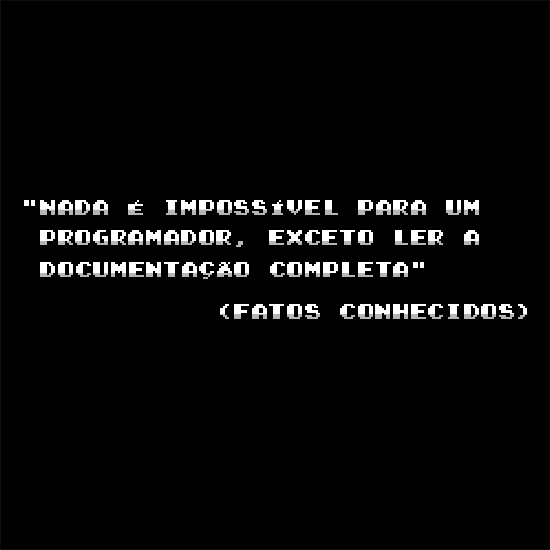 "NADA É IMPOSSÍVEL PARA UM
PROGRAMADOR, EXCETO LER A
DOCUMENTAÇÃO COMPLETA"
(FATOS CONHECIDOS)